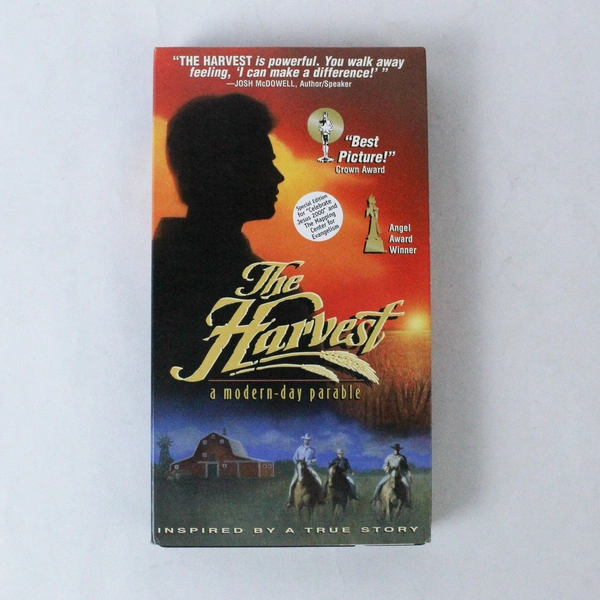 “THE HARVEST is powerful. You walk away
feeling, ‘I can make a difference!’ ”
—JOSH McDOWELL, Author/Speaker
“Best
Picture!”
Crown Award
Special Edition
for "Celebrate
Jesus 2000" and
The Mapping
Center for
Evangelism
Angel
Award
Winner
The
Harvest
a modern-day parable
INSPIRED BY A TRUE STORY